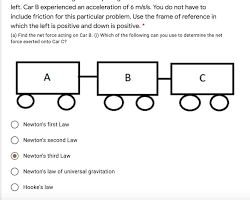 left. Car B experienced an acceleration of 6 m/s/s. You do not have to
include friction for this particular problem. Use the frame of reference in
which the left is positive and down is positive. *
(a) Find the net force acting on Car B. (i) Which of the following can you use to determine the net
force exerted onto Car C?
A B C
Newton's first Law
Newton's second Law
Newton's third Law
Newton's law of universal gravitation
Hooke's law